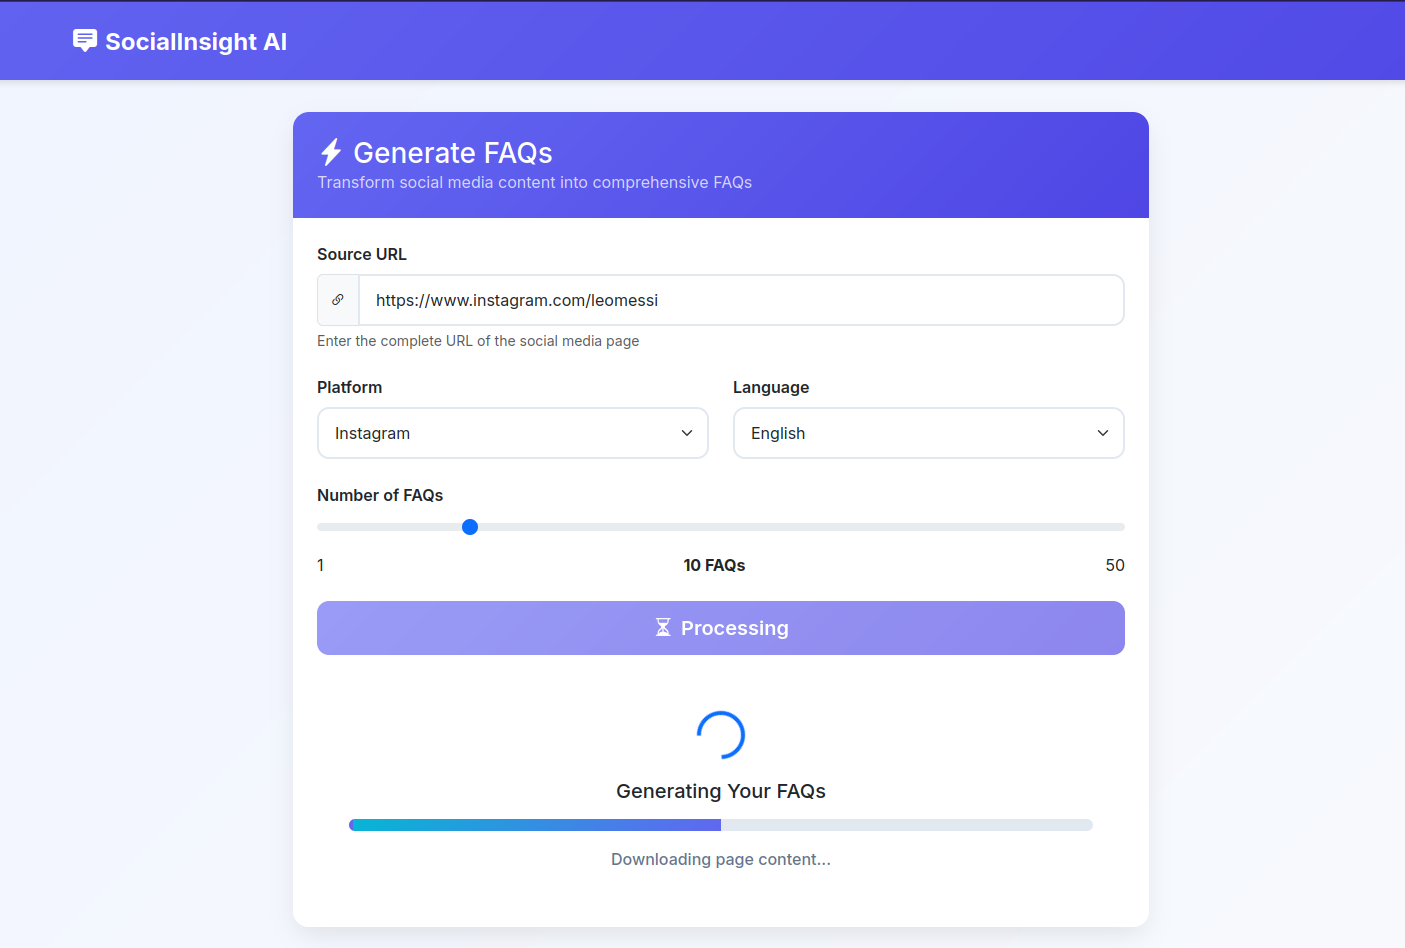 SocialInsight AI
Generate FAQs
Transform social media content into comprehensive FAQs
Source URL
https://www.instagram.com/leomessi
Enter the complete URL of the social media page
Platform Language
Instagram English
Number of FAQs
1 10 FAQs 50
Processing
Generating Your FAQs
Downloading page content...